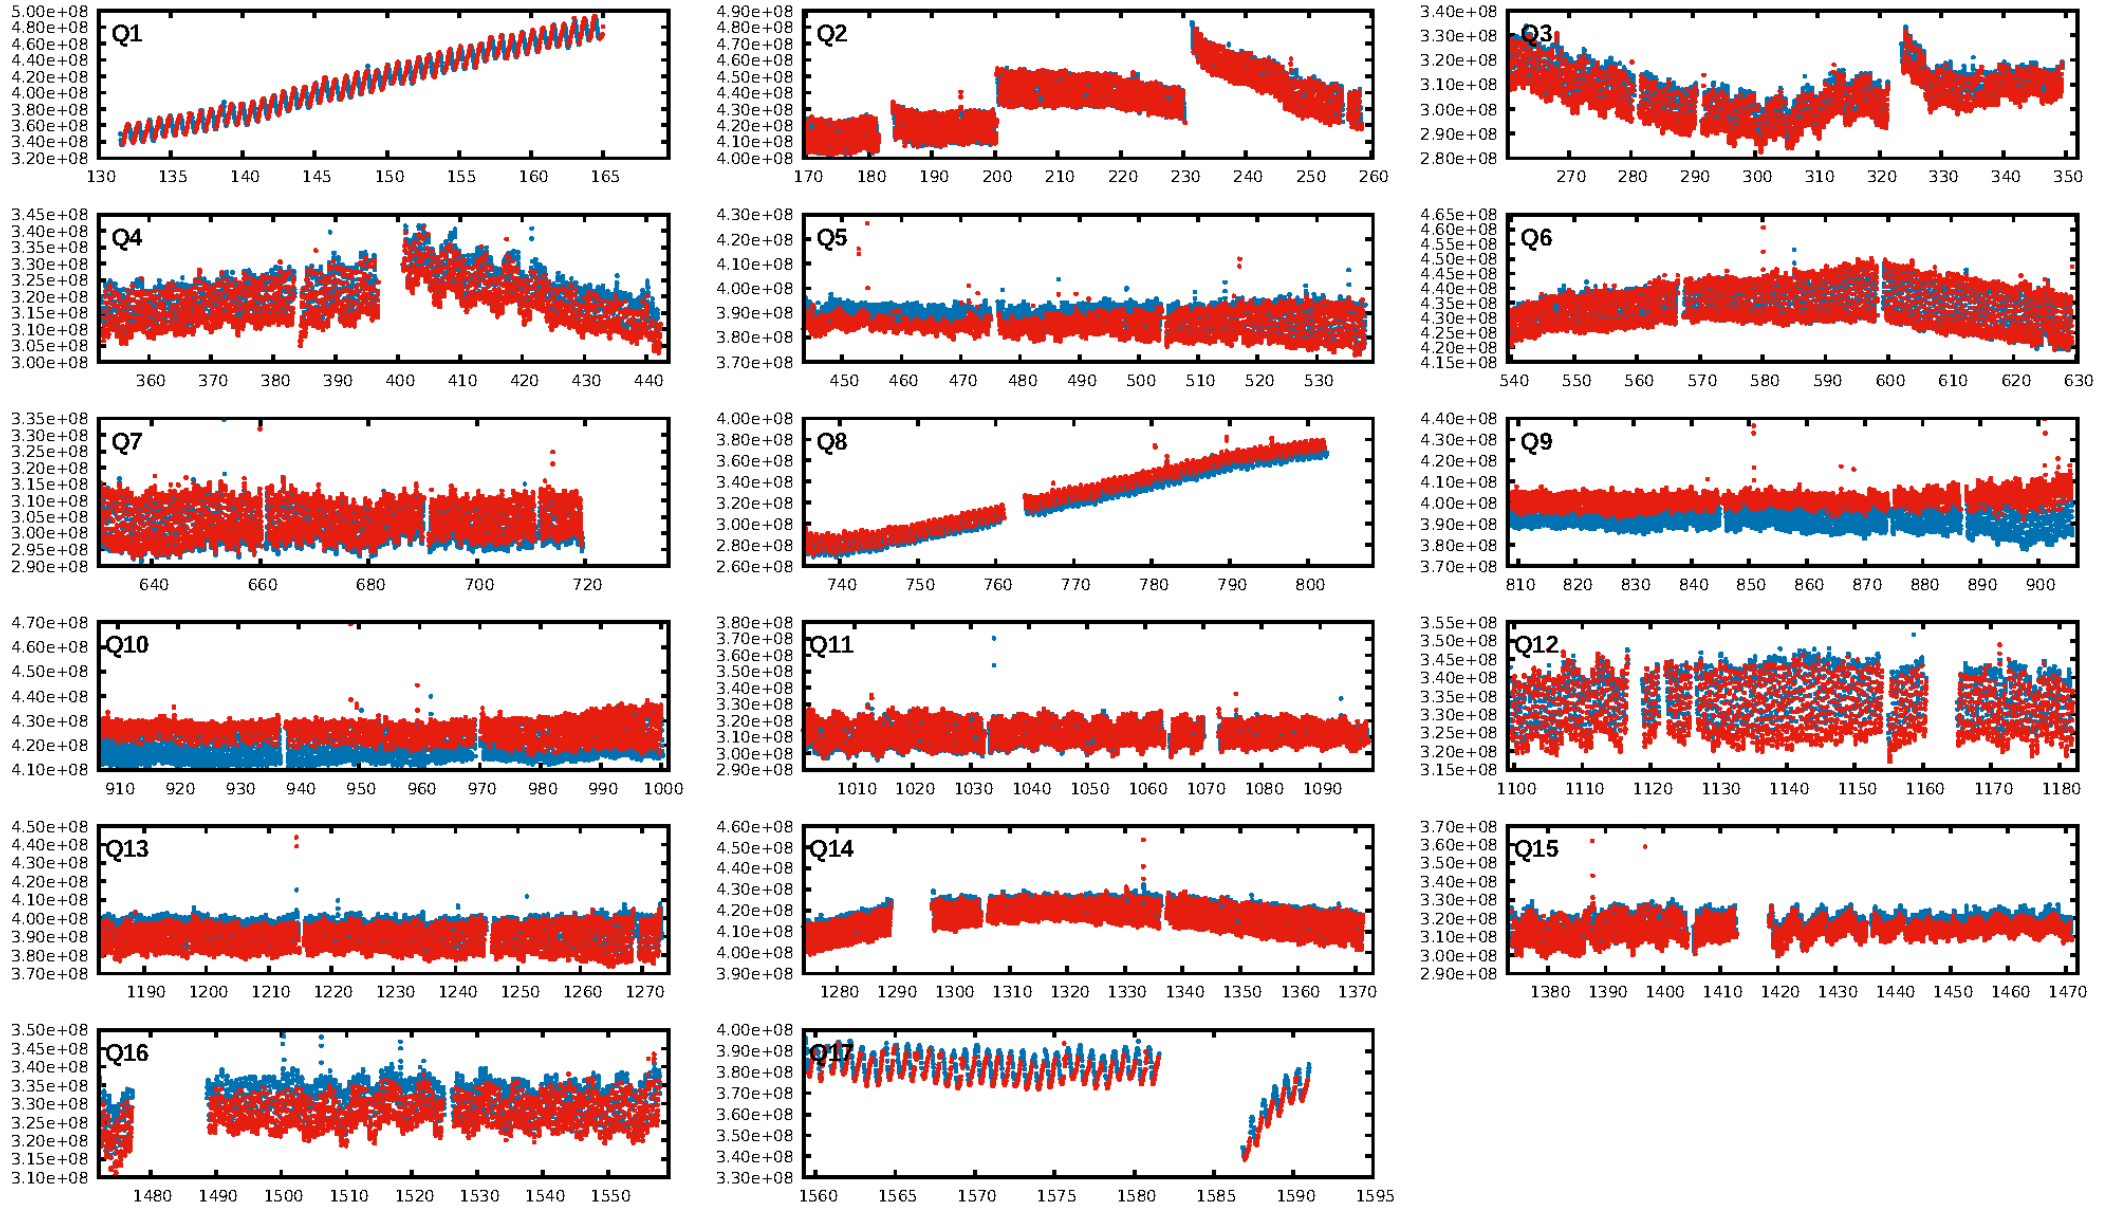 5.00e+08
4.80e+08
4.60e+08
4.40e+08
4.20e+08
4.00e+08
3.80e+08
3.60e+08
3.40e+08
3.20e+08
Q1
130 135 140 145 150 155 160 165
4.90e+08
4.80e+08
4.70e+08
4.60e+08
4.50e+08
4.40e+08
4.30e+08
4.20e+08
4.10e+08
4.00e+08
Q2
170 180 190 200 210 220 230 240 250 260
3.40e+08
3.30e+08
3.20e+08
3.10e+08
3.00e+08
2.90e+08
2.80e+08
Q3
270 280 290 300 310 320 330 340 350
3.45e+08
3.40e+08
3.35e+08
3.30e+08
3.25e+08
3.20e+08
3.15e+08
3.10e+08
3.05e+08
3.00e+08
Q4
360 370 380 390 400 410 420 430 440
4.30e+08
4.20e+08
4.10e+08
4.00e+08
3.90e+08
3.80e+08
3.70e+08
Q5
450 460 470 480 490 500 510 520 530
4.65e+08
4.60e+08
4.55e+08
4.50e+08
4.45e+08
4.40e+08
4.35e+08
4.30e+08
4.25e+08
4.20e+08
4.15e+08
Q6
540 550 560 570 580 590 600 610 620 630
3.35e+08
3.30e+08
3.25e+08
3.20e+08
3.15e+08
3.10e+08
3.05e+08
3.00e+08
2.95e+08
2.90e+08
Q7
640 660 680 700 720
4.00e+08
3.80e+08
3.60e+08
3.40e+08
3.20e+08
3.00e+08
2.80e+08
2.60e+08
Q8
740 750 760 770 780 790 800
4.40e+08
4.30e+08
4.20e+08
4.10e+08
4.00e+08
3.90e+08
3.80e+08
3.70e+08
Q9
810 820 830 840 850 860 870 880 890 900
4.70e+08
4.60e+08
4.50e+08
4.40e+08
4.30e+08
4.20e+08
4.10e+08
Q10
910 920 930 940 950 960 970 980 990 1000
3.80e+08
3.70e+08
3.60e+08
3.50e+08
3.40e+08
3.30e+08
3.20e+08
3.10e+08
3.00e+08
2.90e+08
Q11
1010 1020 1030 1040 1050 1060 1070 1080 1090
3.55e+08
3.50e+08
3.45e+08
3.40e+08
3.35e+08
3.30e+08
3.25e+08
3.20e+08
3.15e+08
Q12
1100 1110 1120 1130 1140 1150 1160 1170 1180
4.50e+08
4.40e+08
4.30e+08
4.20e+08
4.10e+08
4.00e+08
3.90e+08
3.80e+08
3.70e+08
Q13
1190 1200 1210 1220 1230 1240 1250 1260 1270
4.60e+08
4.50e+08
4.40e+08
4.30e+08
4.20e+08
4.10e+08
4.00e+08
3.90e+08
Q14
1280 1290 1300 1310 1320 1330 1340 1350 1360 1370
3.70e+08
3.60e+08
3.50e+08
3.40e+08
3.30e+08
3.20e+08
3.10e+08
3.00e+08
2.90e+08
Q15
1380 1390 1400 1410 1420 1430 1440 1450 1460 1470
3.50e+08
3.45e+08
3.40e+08
3.35e+08
3.30e+08
3.25e+08
3.20e+08
3.15e+08
3.10e+08
Q16
1480 1490 1500 1510 1520 1530 1540 1550
4.00e+08
3.90e+08
3.80e+08
3.70e+08
3.60e+08
3.50e+08
3.40e+08
3.30e+08
Q17
1560 1565 1570 1575 1580 1585 1590 1595